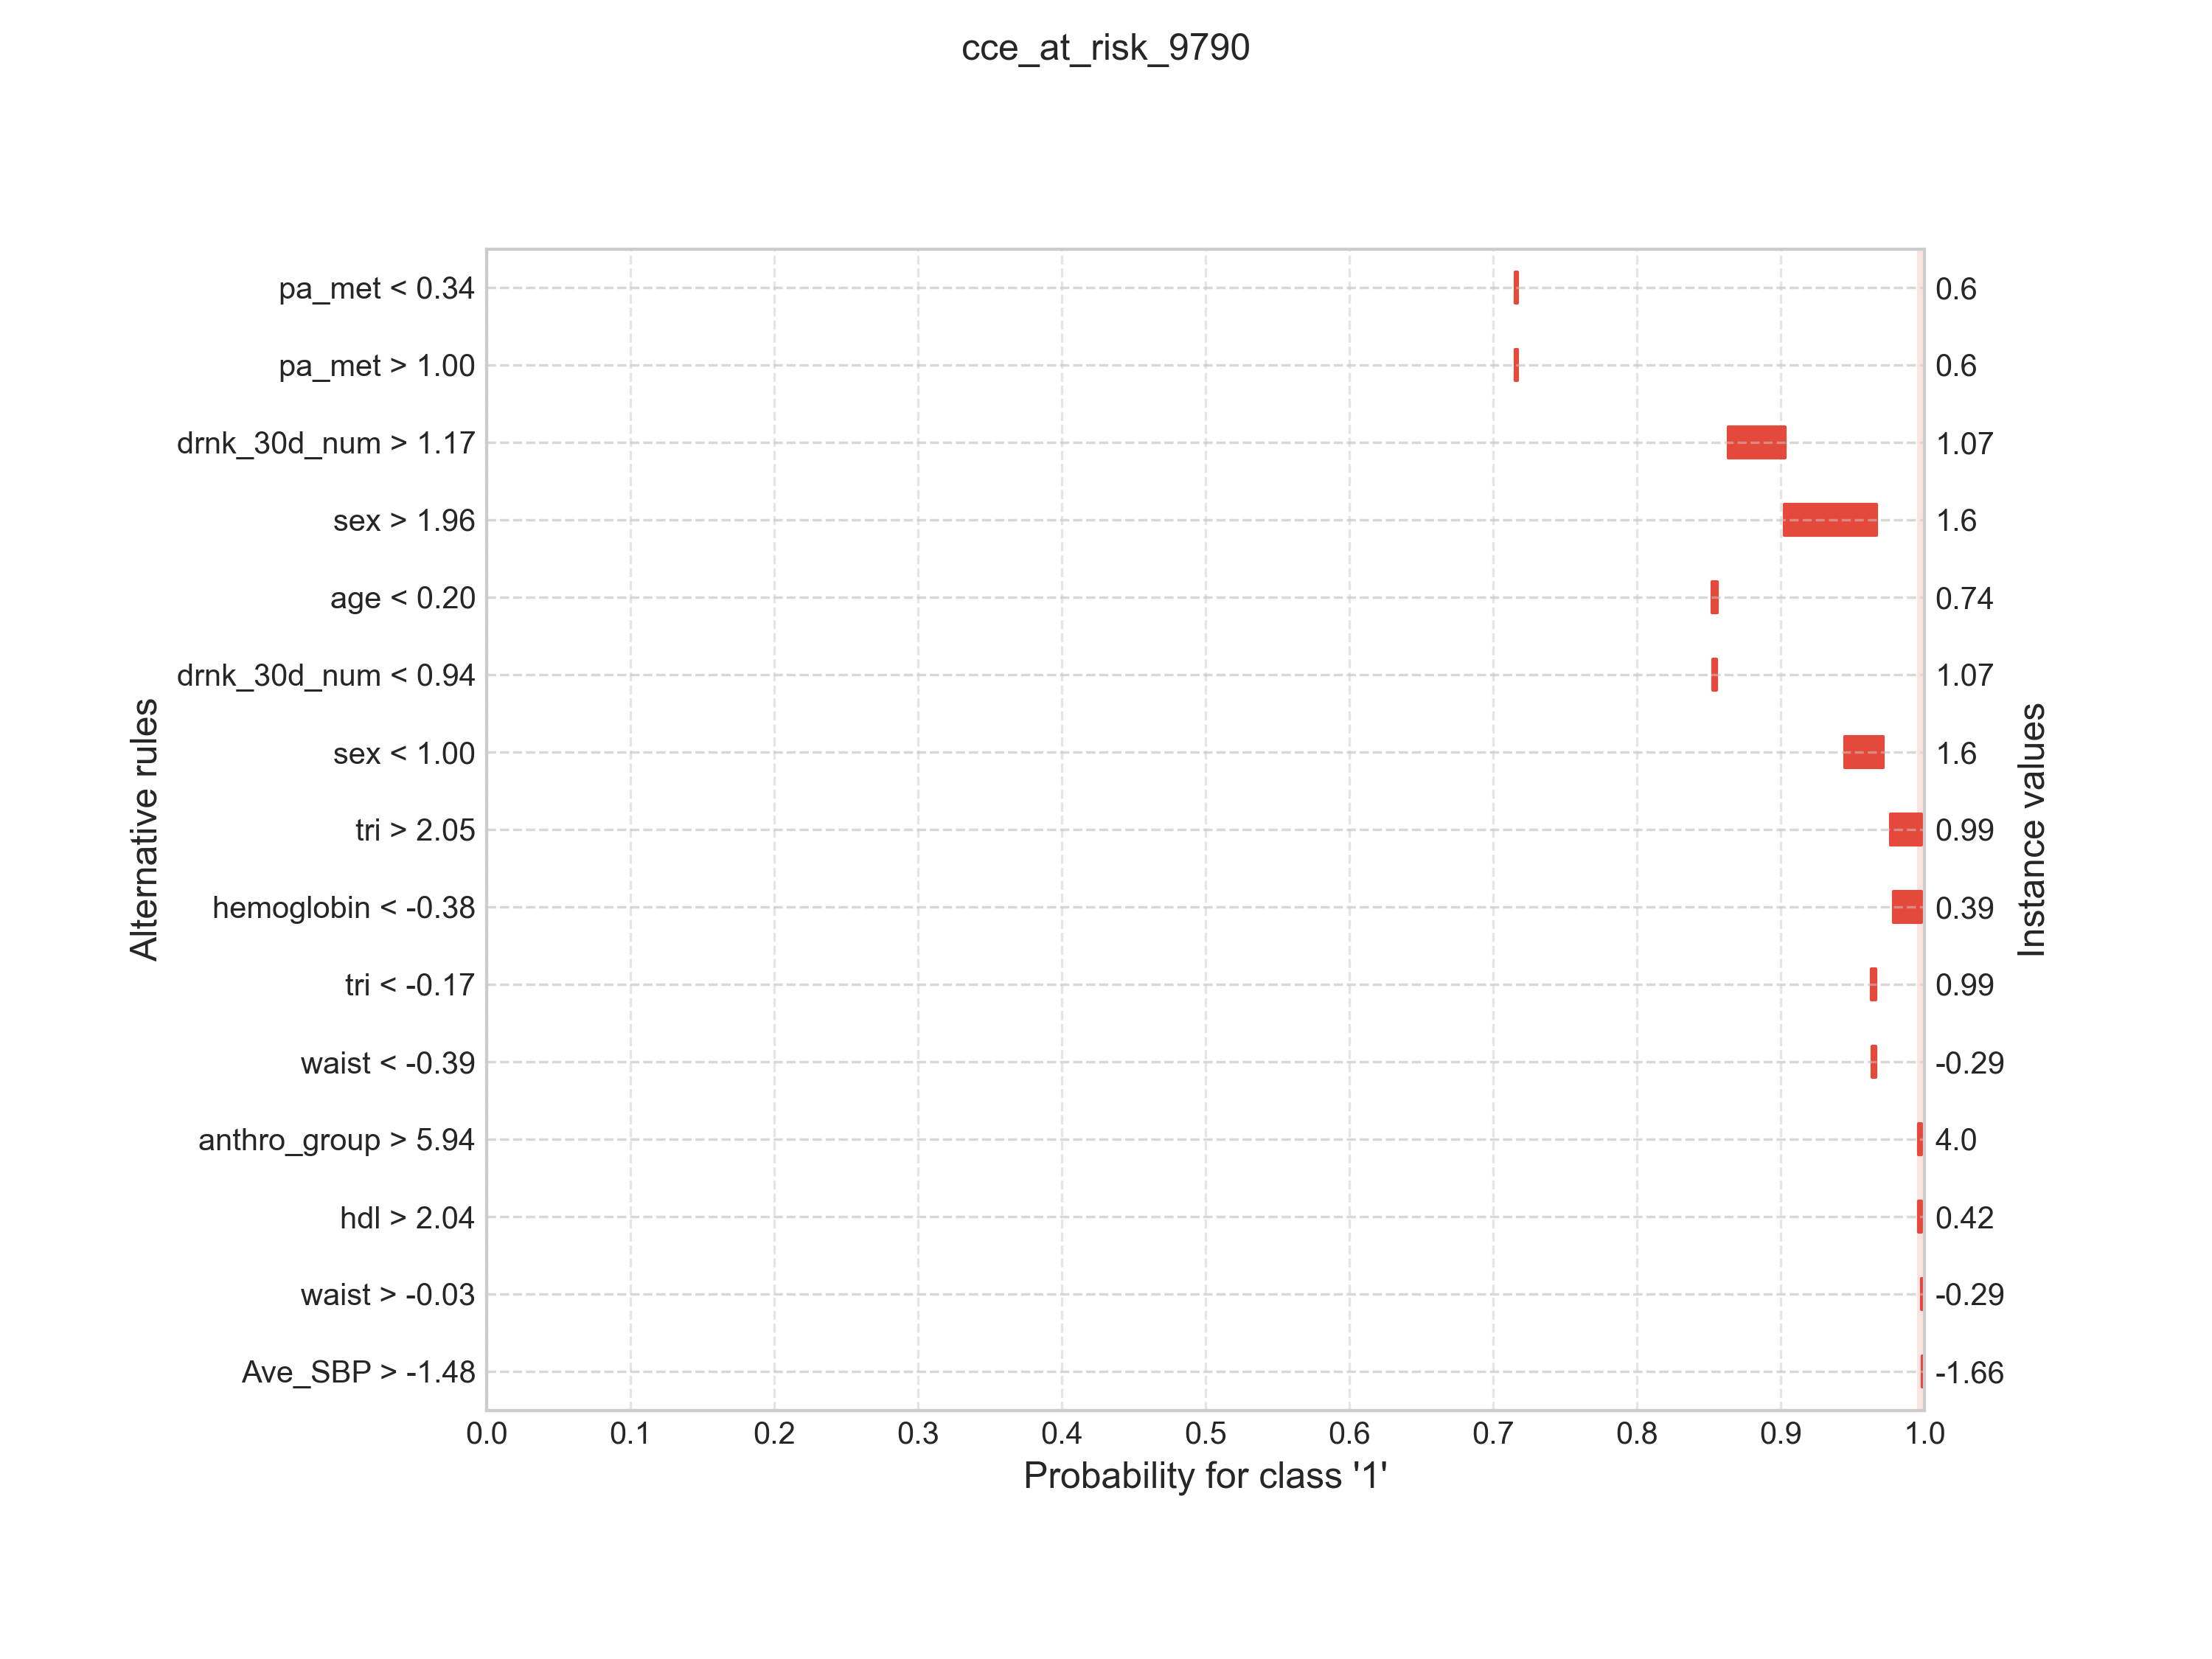 cce_at_risk_9790
pa_met < 0.34 0.6
pa_met > 1.00 0.6
drnk_30d_num > 1.17 1.07
sex > 1.96 1.6
age < 0.20 0.74
drnk_30d_num < 0.94 1.07
sex < 1.00 1.6
tri > 2.05 0.99
hemoglobin < -0.38 0.39
tri < -0.17 0.99
waist < -0.39 -0.29
anthro_group > 5.94 4.0
hdl > 2.04 0.42
waist > -0.03 -0.29
Ave_SBP > -1.48 -1.66
Alternative rules
Instance values
0.0 0.1 0.2 0.3 0.4 0.5 0.6 0.7 0.8 0.9 1.0
Probability for class '1'